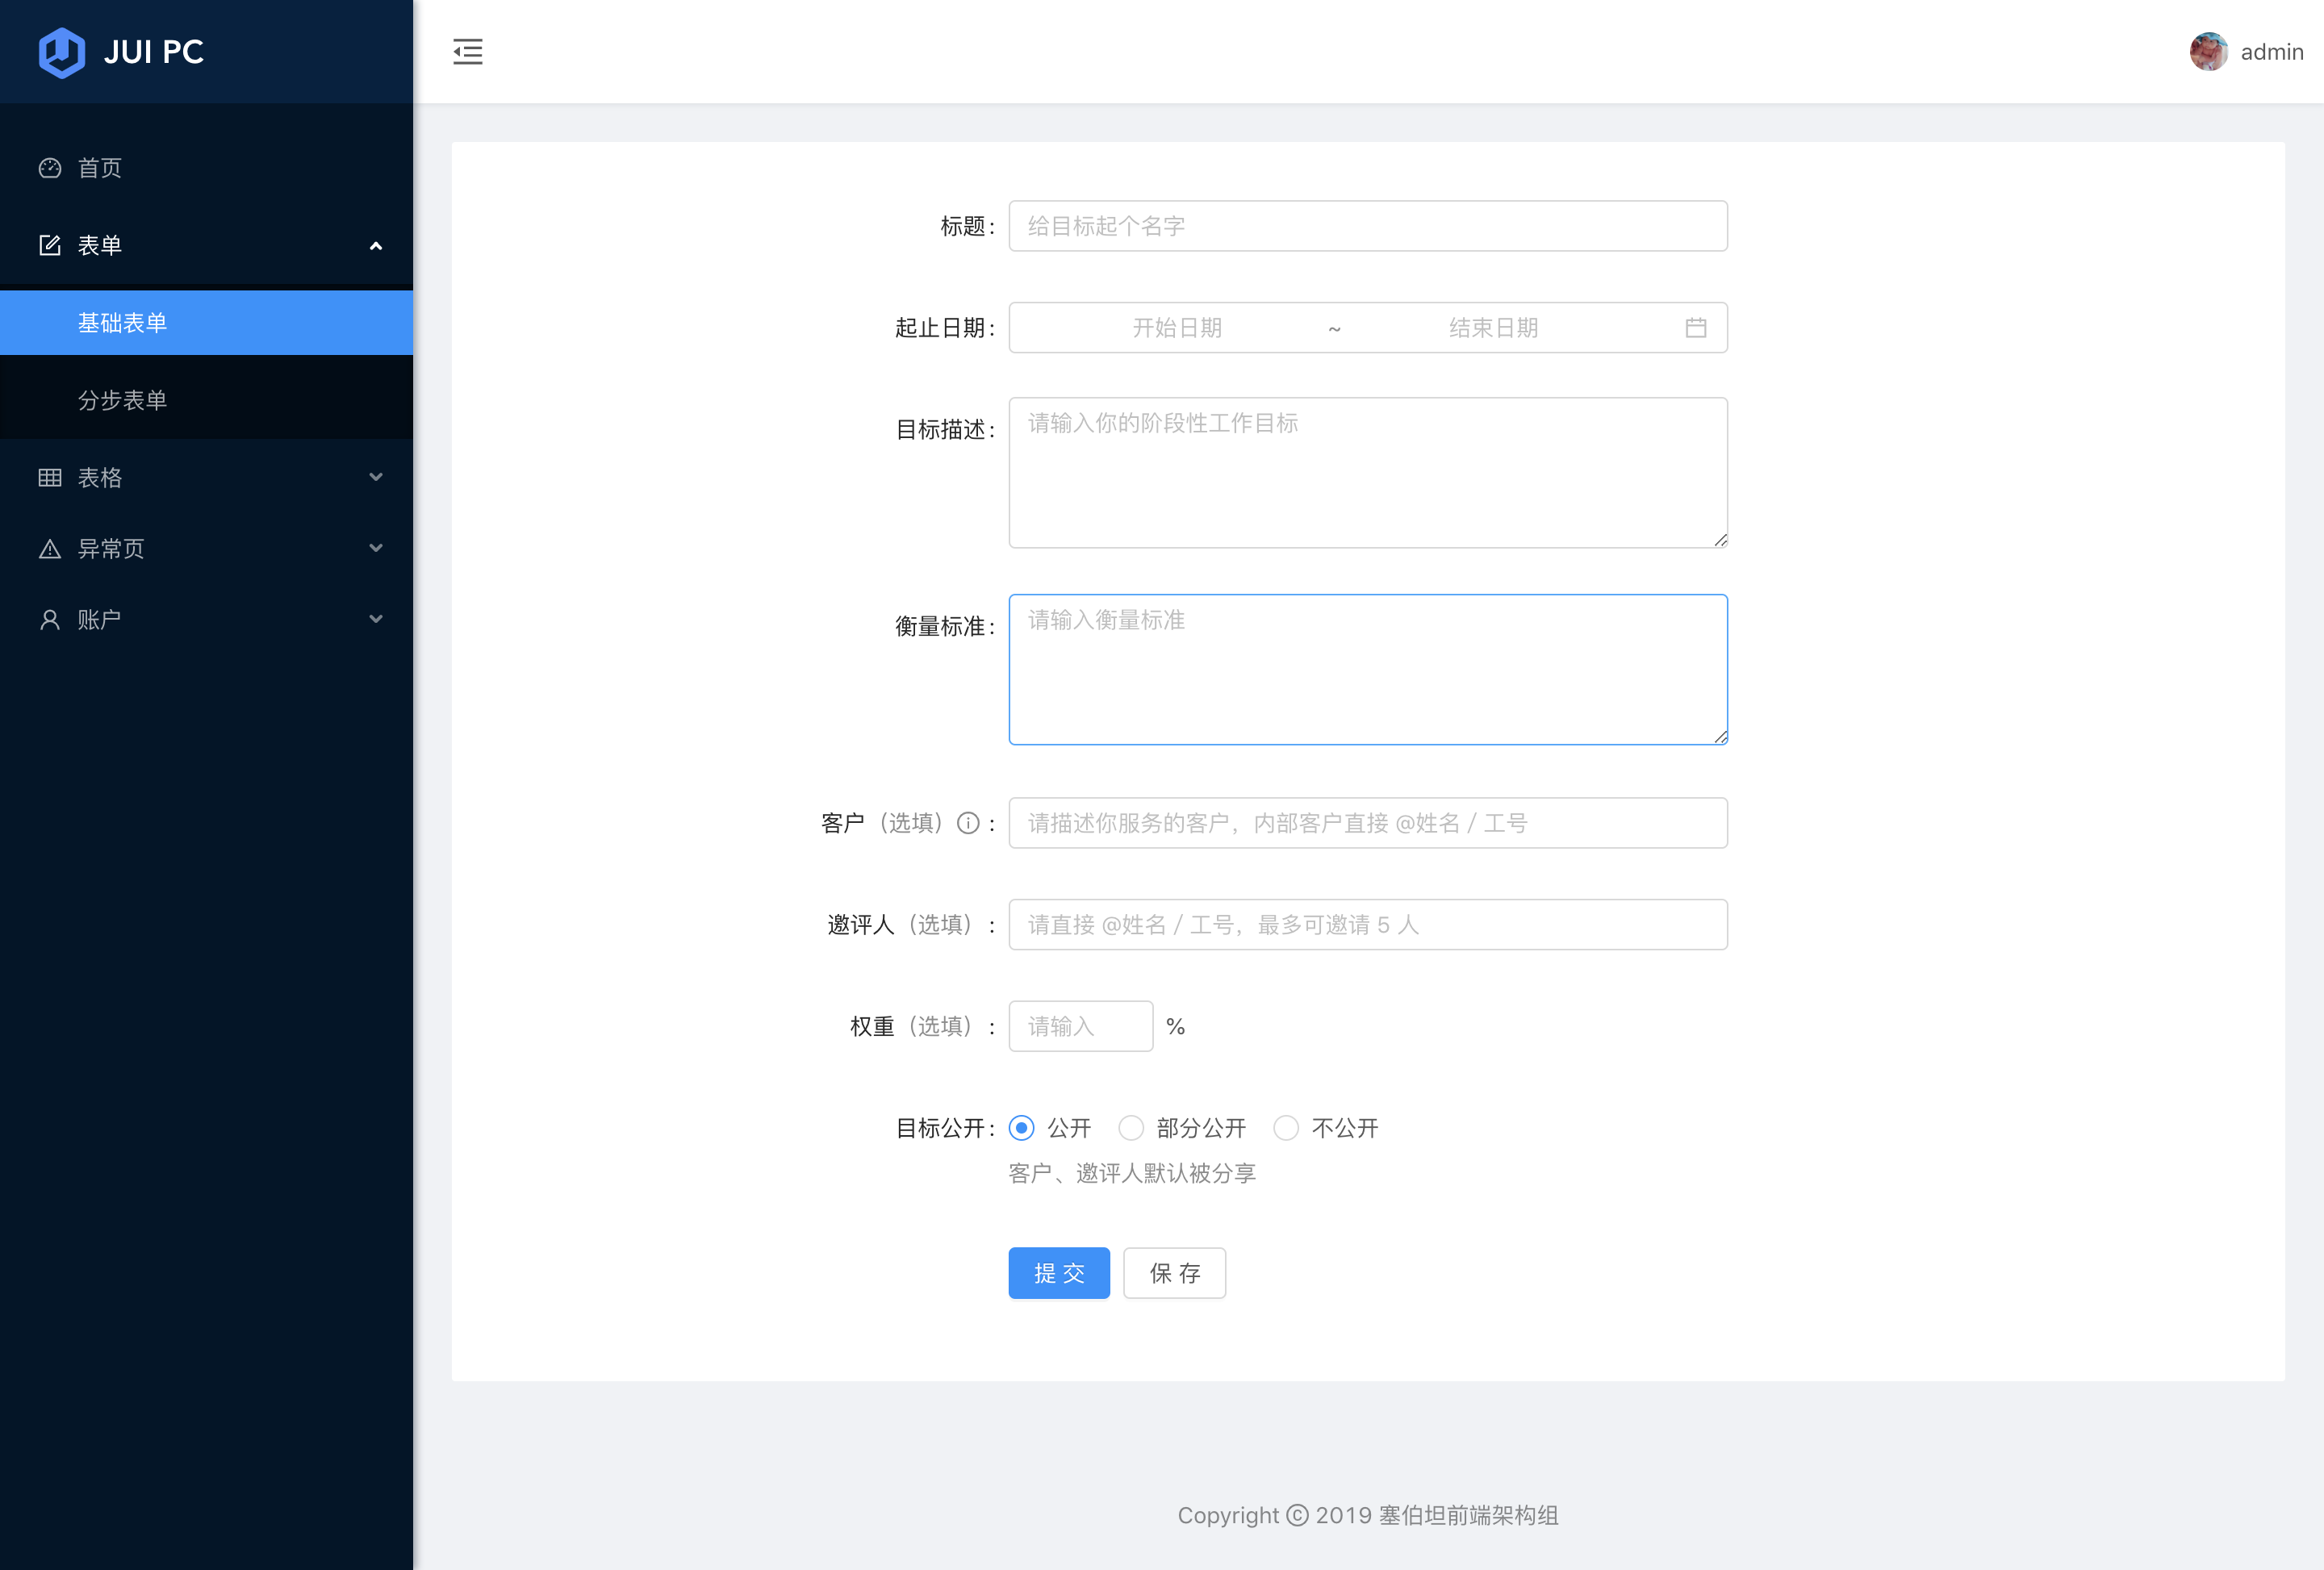 JUI PC
admin
首页
表单
基础表单
分步表单
表格
异常页
账户
标题: 给目标起个名字
起止日期: 开始日期 ~ 结束日期
目标描述: 请输入你的阶段性工作目标
衡量标准: 请输入衡量标准
客户（选填） : 请描述你服务的客户，内部客户直接 @姓名 / 工号
邀评人（选填） : 请直接 @姓名 / 工号，最多可邀请 5 人
权重（选填） : 请输入 %
目标公开: 公开 部分公开 不公开
客户、邀评人默认被分享
提 交 保 存
Copyright © 2019 塞伯坦前端架构组